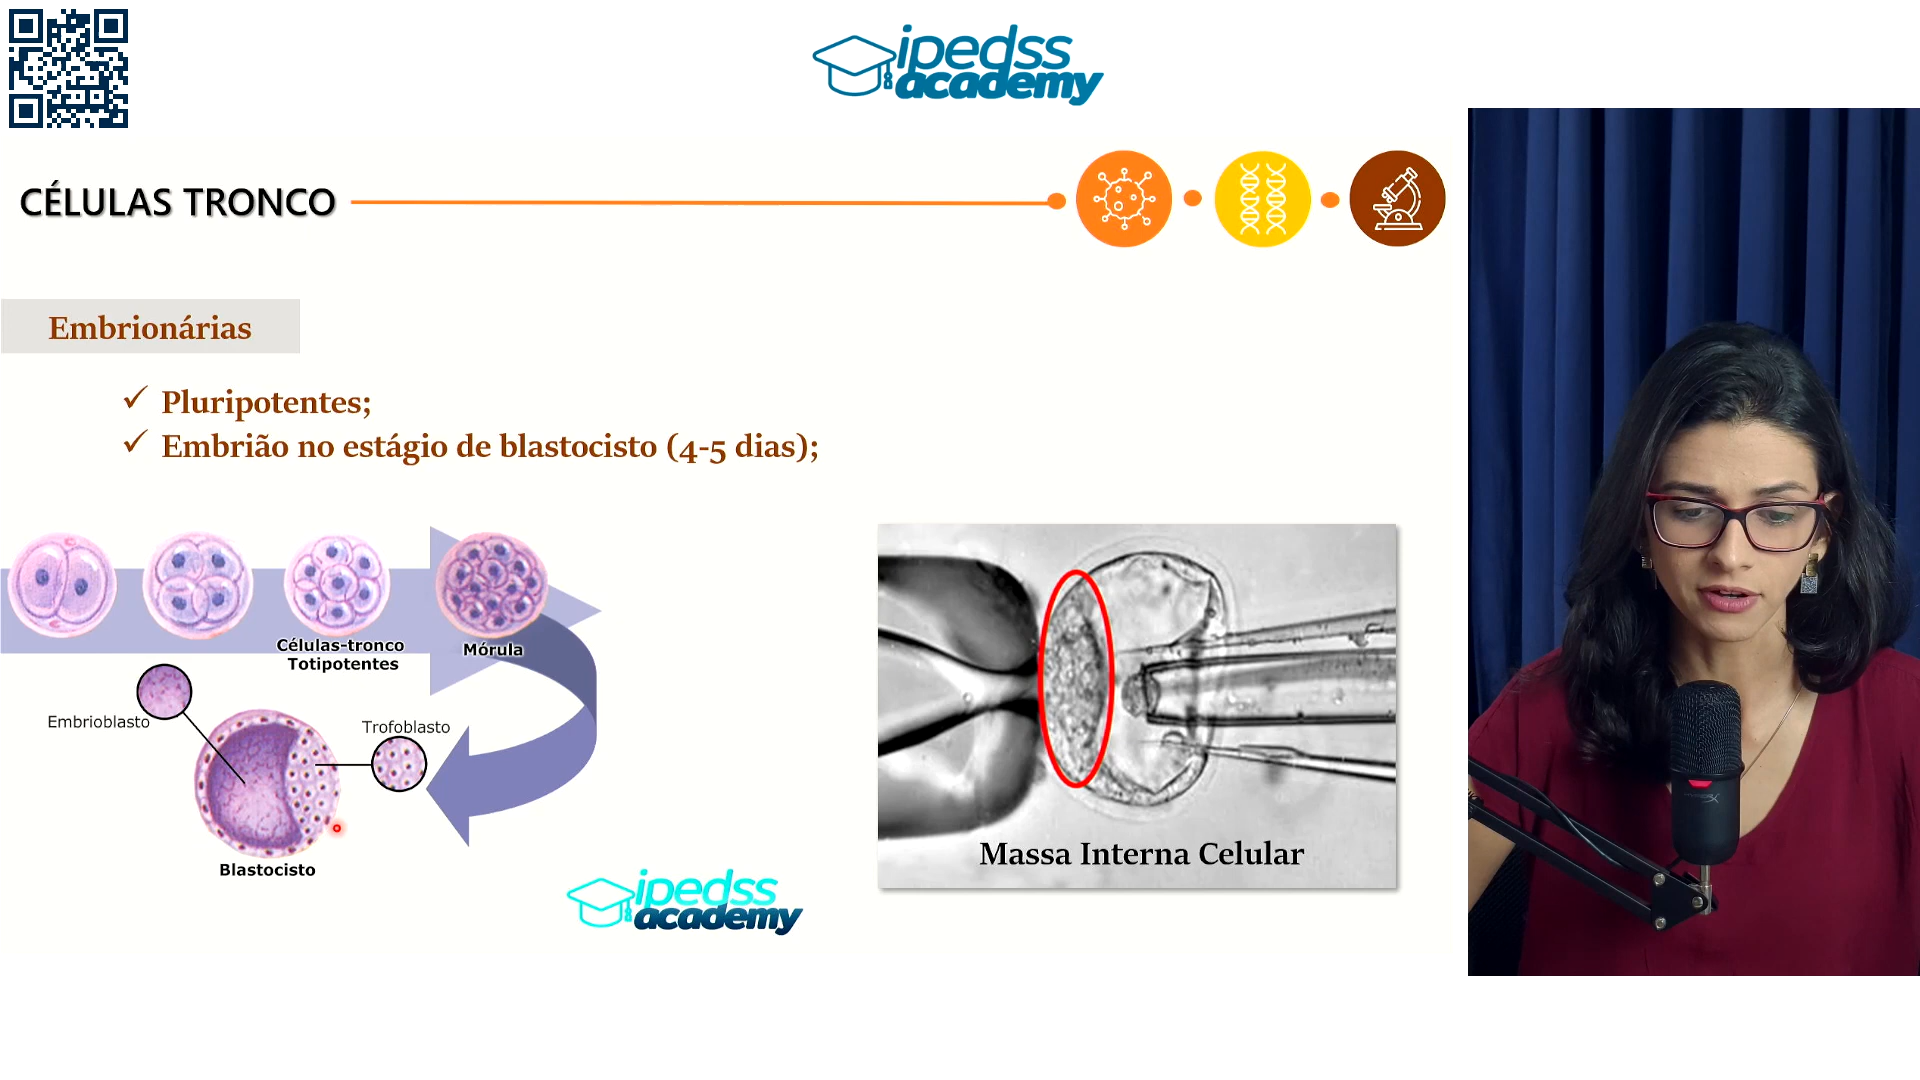 ipedss
academy
CÉLULAS TRONCO
Embrionárias
✓ Pluripotentes;
✓ Embrião no estágio de blastocisto (4-5 dias);
Células-tronco
Totipotentes
Mórula
Embrioblasto
Trofoblasto
Blastocisto
Massa Interna Celular
ipedss
academy